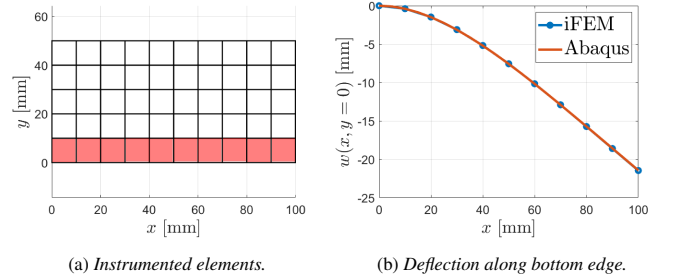 60
40
20
0
y [mm]
0
20
40
60
80
100
x [mm]
(a) Instrumented elements.
0
-5
-10
-15
-20
-25
w(x, y = 0) [mm]
iFEM
Abaqus
0
20
40
60
80
100
x [mm]
(b) Deflection along bottom edge.